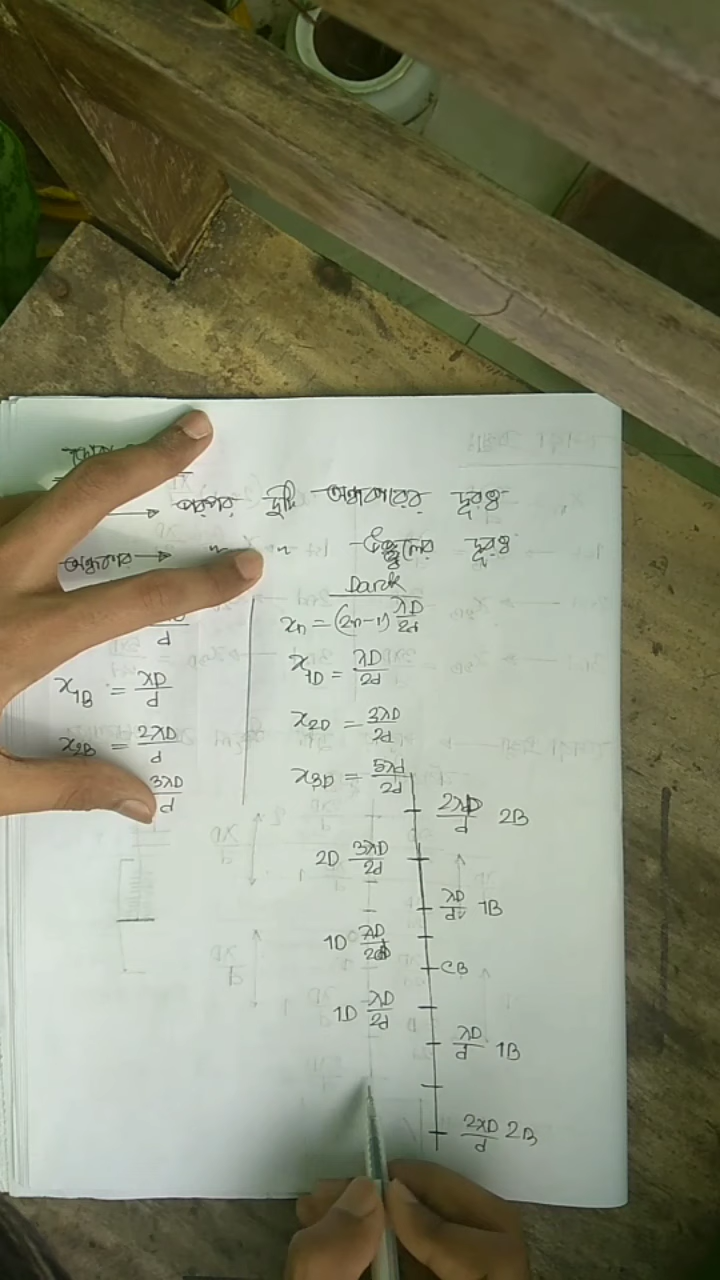 পরপর দুটি অন্ধকারের দূরত্ব
অন্ধকার → " " উজ্জ্বলের দূরত্ব
Dark
xₙ = (2n-1) λD/2d
x₁D = λD/2d
x₂D = 3λD/2d
x₃D = 5λd/2d
d
x₁B = λD/d
x₂B = 2λD/d
3λD/d
2λD/d 2B
2D 3λD/2d
λD/d 1B
1D λD/2d
CB
1D λD/2d
λD/d 1B
2λD/d 2B